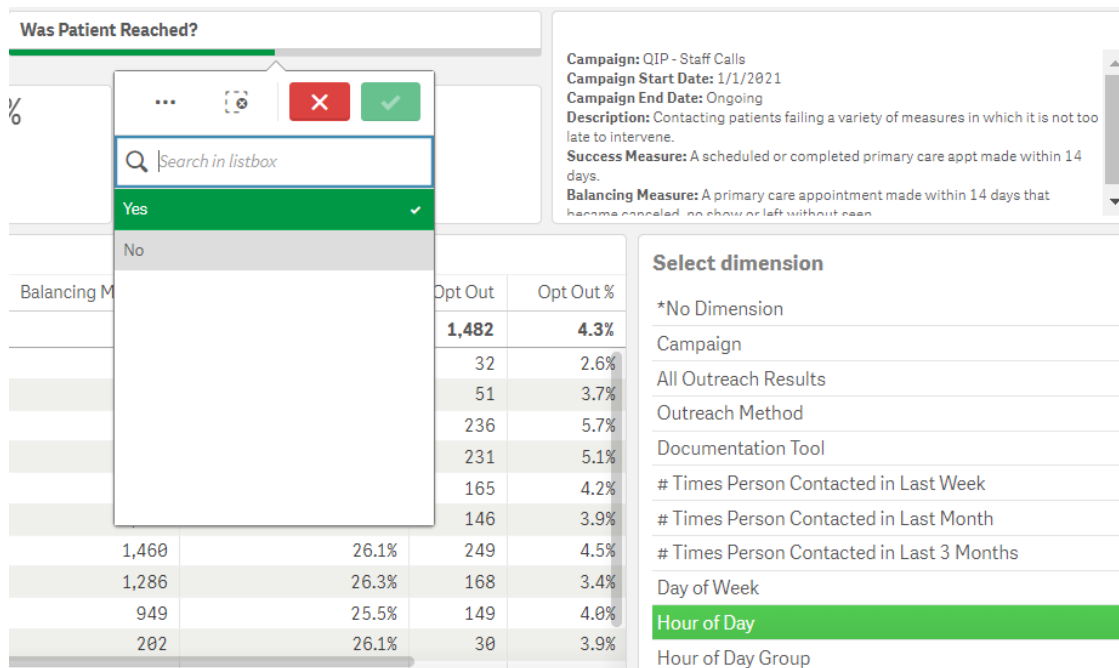 Was Patient Reached?
%
Search in listbox
Yes
No
Campaign: QIP - Staff Calls
Campaign Start Date: 1/1/2021
Campaign End Date: Ongoing
Description: Contacting patients failing a variety of measures in which it is not too
late to intervene.
Success Measure: A scheduled or completed primary care appt made within 14
days.
Balancing Measure: A primary care appointment made within 14 days that
became canceled, no show or left without seen
Balancing M Opt Out Opt Out %
1,482 4.3%
32 2.6%
51 3.7%
236 5.7%
231 5.1%
165 4.2%
146 3.9%
1,460 26.1% 249 4.5%
1,286 26.3% 168 3.4%
949 25.5% 149 4.0%
202 26.1% 30 3.9%
Select dimension
*No Dimension
Campaign
All Outreach Results
Outreach Method
Documentation Tool
# Times Person Contacted in Last Week
# Times Person Contacted in Last Month
# Times Person Contacted in Last 3 Months
Day of Week
Hour of Day
Hour of Day Group